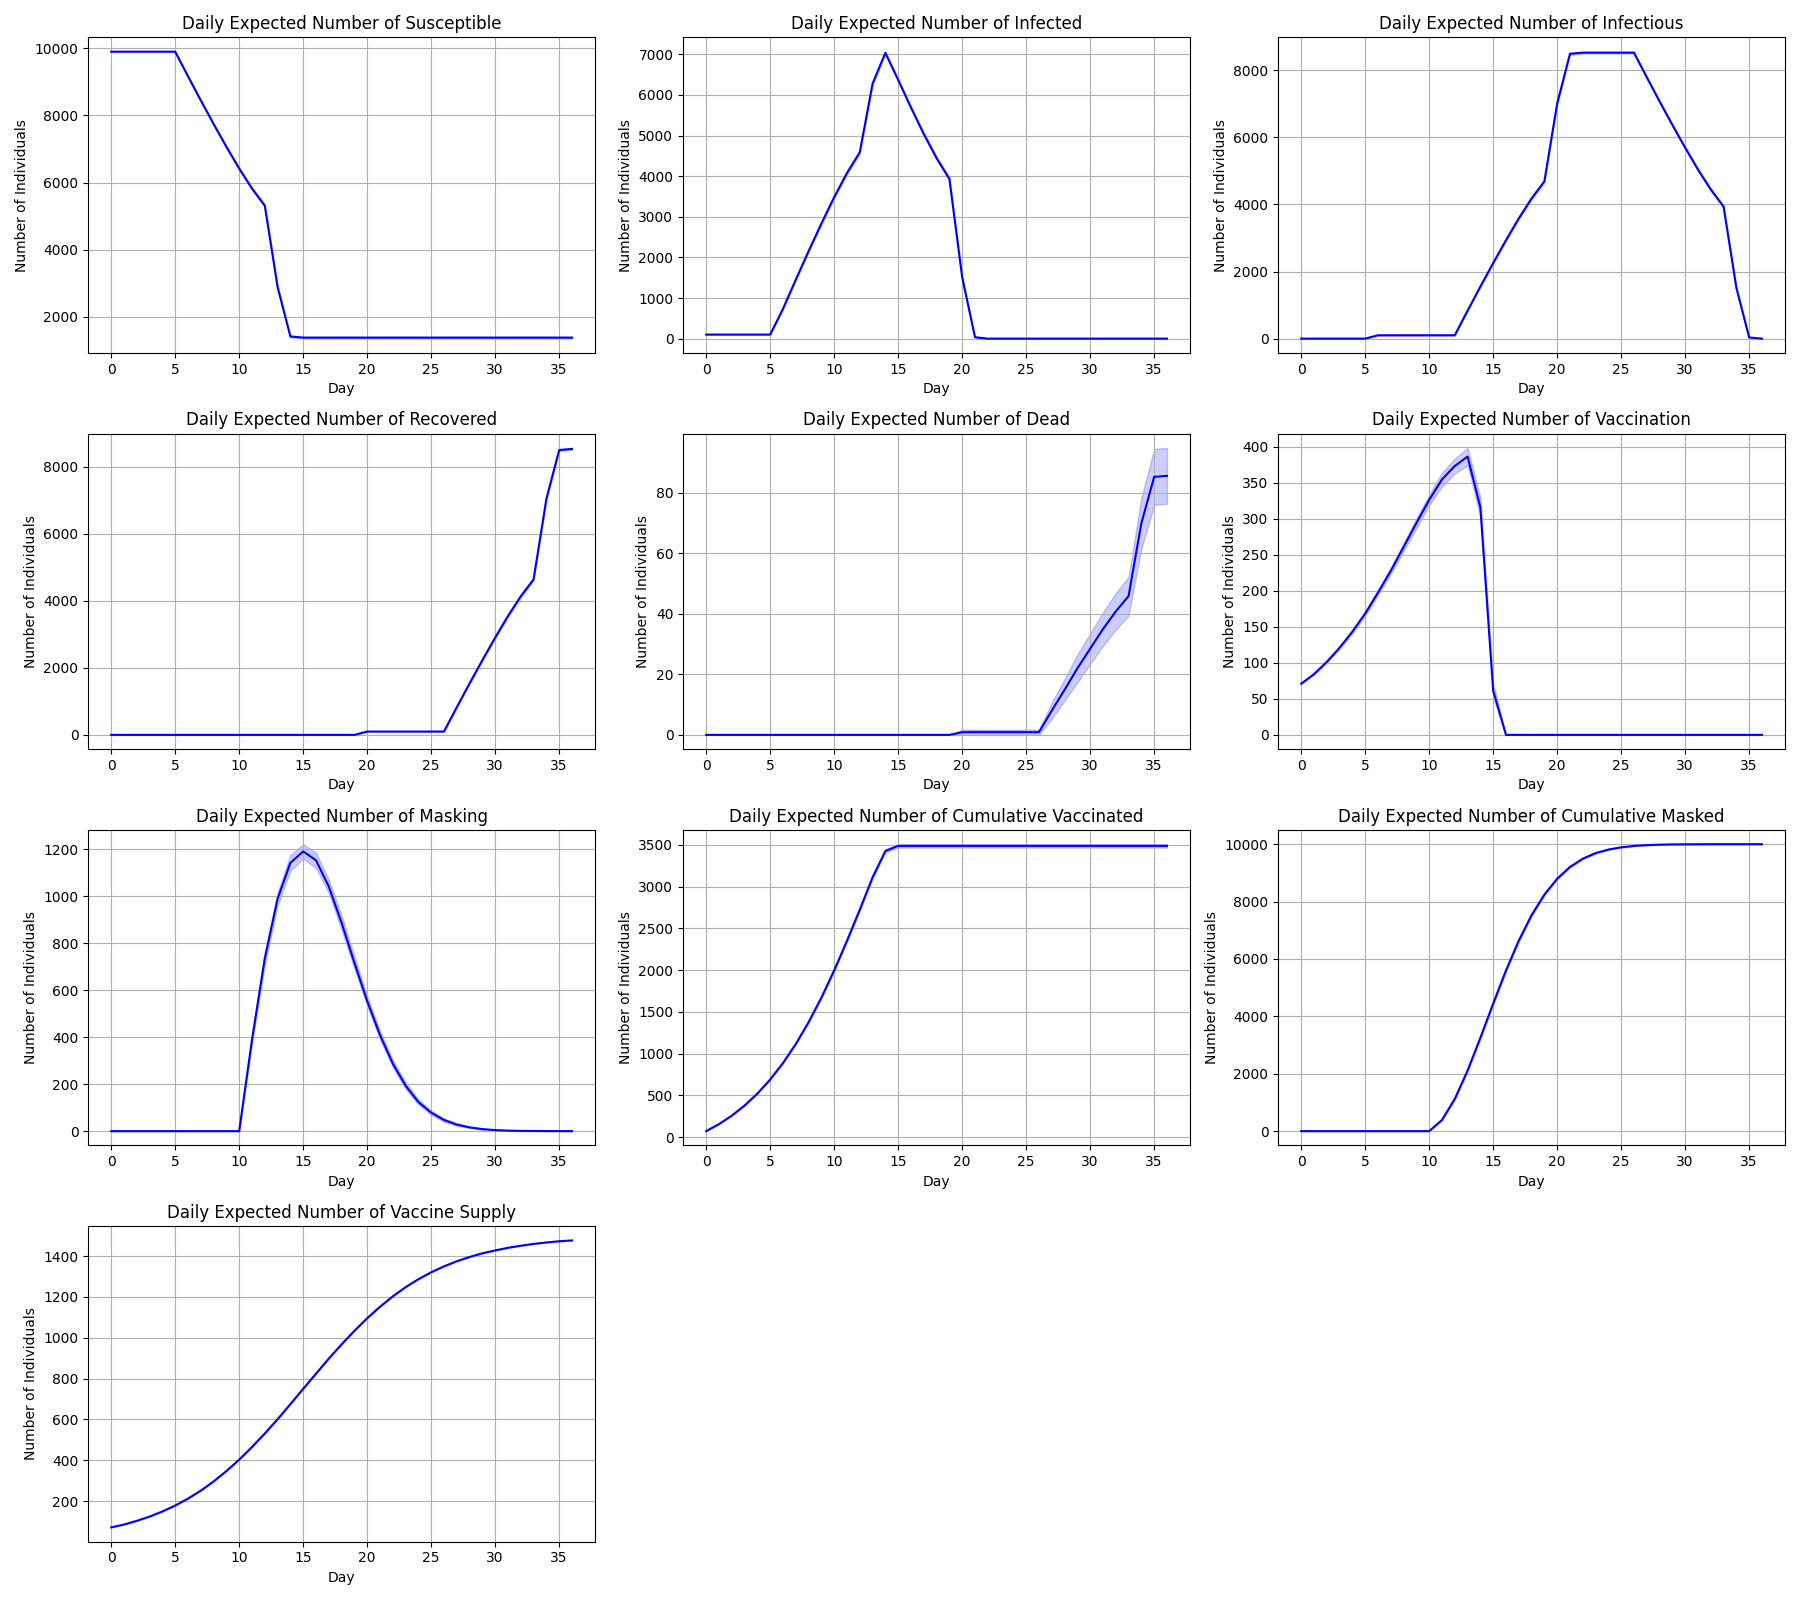 Daily Expected Number of Susceptible
Number of Individuals
10000
8000
6000
4000
2000
0 5 10 15 20 25 30 35
Day
Daily Expected Number of Infected
Number of Individuals
7000
6000
5000
4000
3000
2000
1000
0
0 5 10 15 20 25 30 35
Day
Daily Expected Number of Infectious
Number of Individuals
8000
6000
4000
2000
0
0 5 10 15 20 25 30 35
Day
Daily Expected Number of Recovered
Number of Individuals
8000
6000
4000
2000
0
0 5 10 15 20 25 30 35
Day
Daily Expected Number of Dead
Number of Individuals
80
60
40
20
0
0 5 10 15 20 25 30 35
Day
Daily Expected Number of Vaccination
Number of Individuals
400
350
300
250
200
150
100
50
0
0 5 10 15 20 25 30 35
Day
Daily Expected Number of Masking
Number of Individuals
1200
1000
800
600
400
200
0
0 5 10 15 20 25 30 35
Day
Daily Expected Number of Cumulative Vaccinated
Number of Individuals
3500
3000
2500
2000
1500
1000
500
0
0 5 10 15 20 25 30 35
Day
Daily Expected Number of Cumulative Masked
Number of Individuals
10000
8000
6000
4000
2000
0
0 5 10 15 20 25 30 35
Day
Daily Expected Number of Vaccine Supply
Number of Individuals
1400
1200
1000
800
600
400
200
0 5 10 15 20 25 30 35
Day